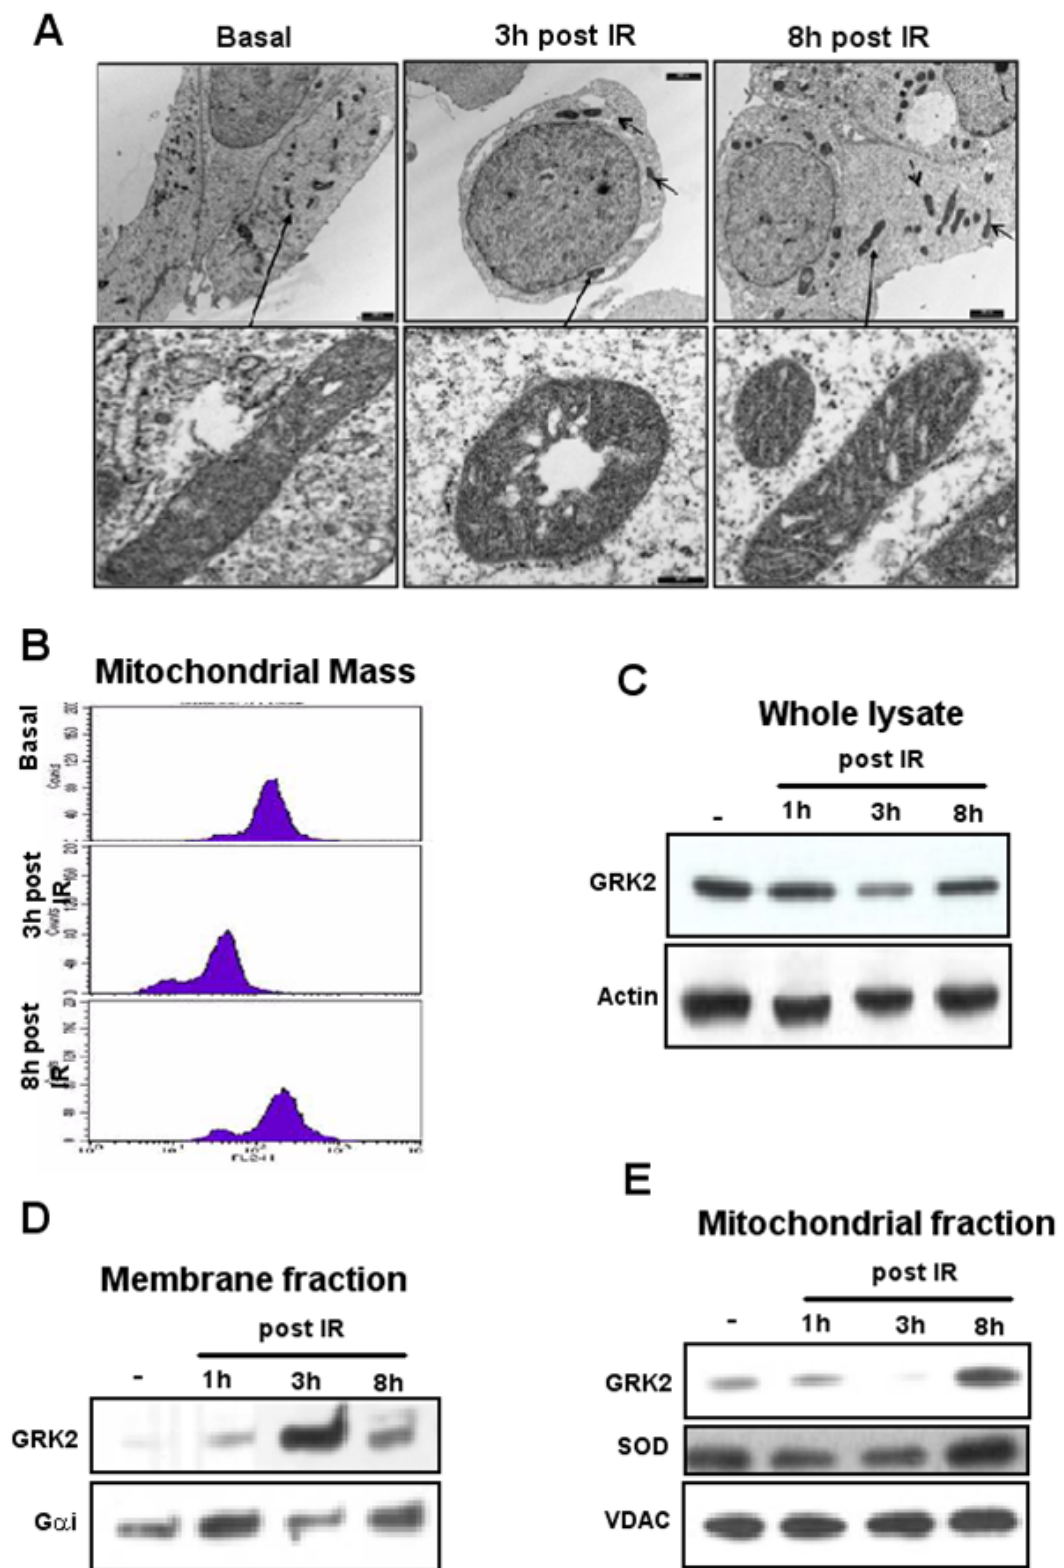 A
Basal
3h post IR
8h post IR
B
Mitochondrial Mass
Basal
3h post
IR
8h post
IR
Counts
Counts
C
Whole lysate
post IR
- 1h 3h 8h
GRK2
Actin
D
Membrane fraction
post IR
- 1h 3h 8h
GRK2
Gαi
E
Mitochondrial fraction
post IR
- 1h 3h 8h
GRK2
SOD
VDAC